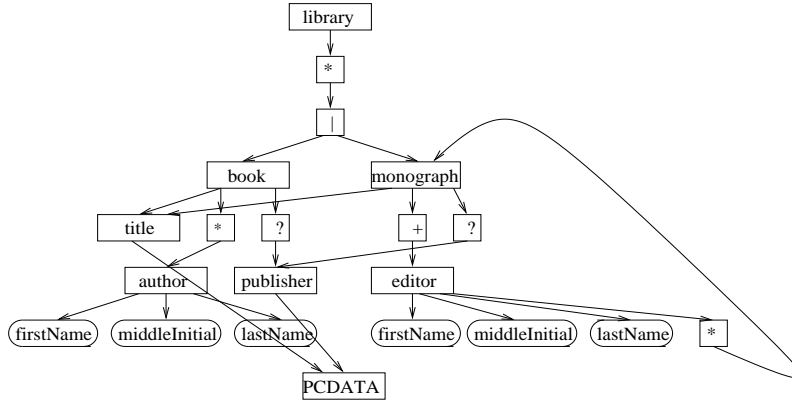 library
*
|
book monograph
title * ? + ?
author publisher editor
firstName middleInitial lastName firstName middleInitial lastName *
PCDATA